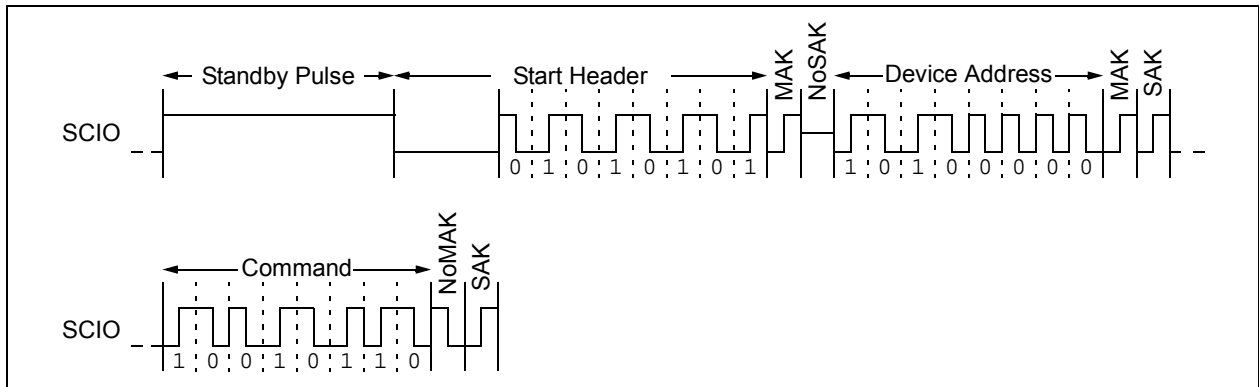 Standby Pulse Start Header MAK NoSAK Device Address MAK SAK
SCIO
0 1 0 1 0 1 0 1 1 0 1 0 0 0 0 0
Command NoMAK SAK
SCIO
1 0 0 1 0 1 1 0